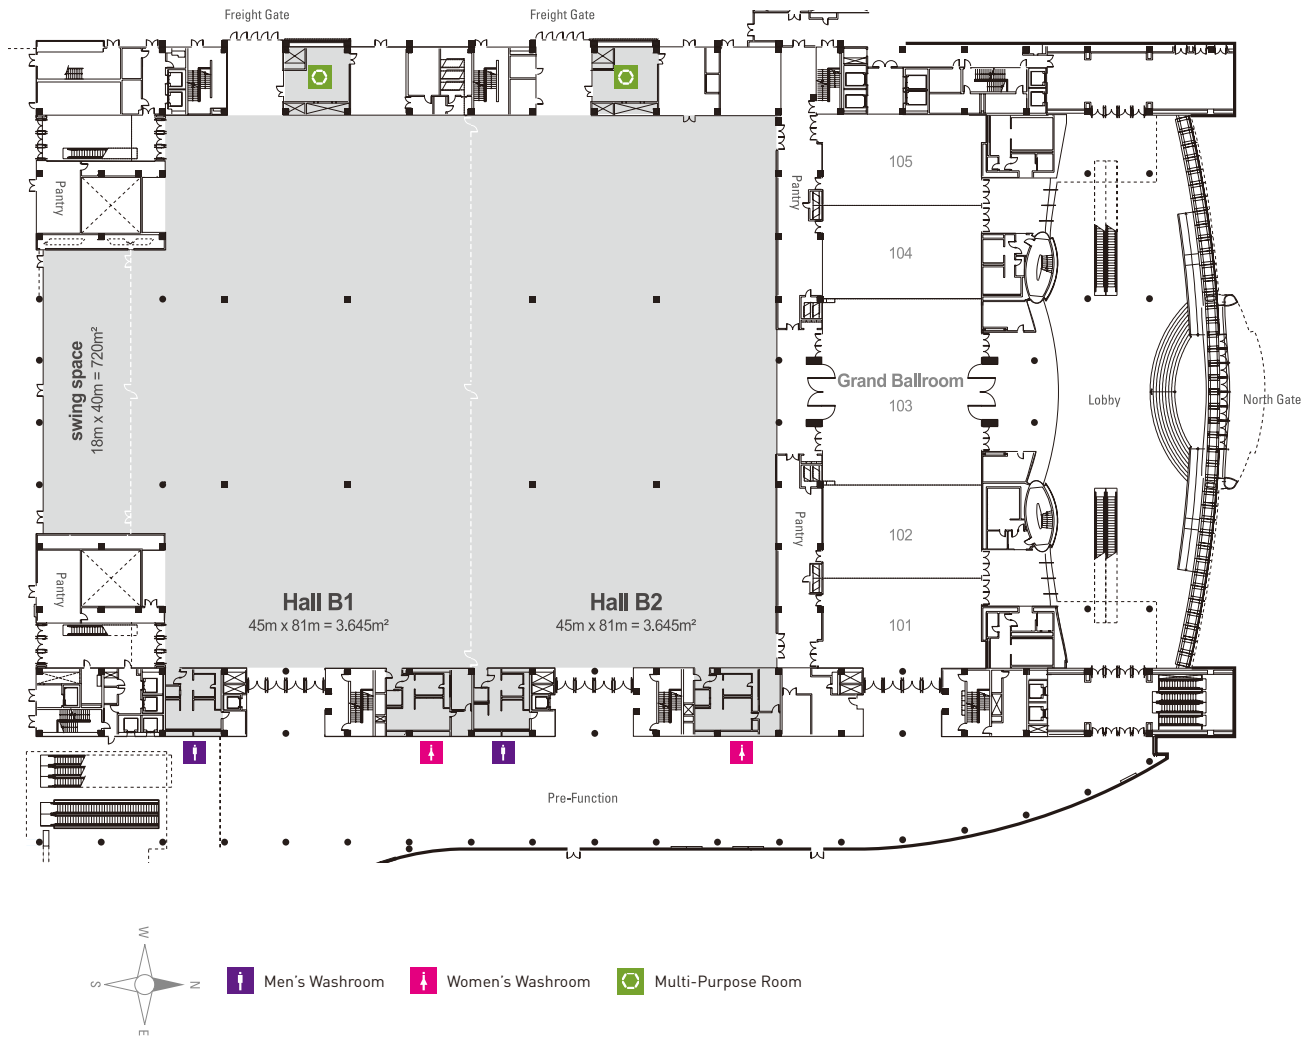 Freight Gate
Freight Gate
105
Pantry
Pantry
104
swing space
18m x 40m = 720m²
Grand Ballroom
103
Lobby
North Gate
Pantry
102
Pantry
Hall B1
45m x 81m = 3.645m²
Hall B2
45m x 81m = 3.645m²
101
Pre-Function
W
S
N
E
Men's Washroom
Women's Washroom
Multi-Purpose Room